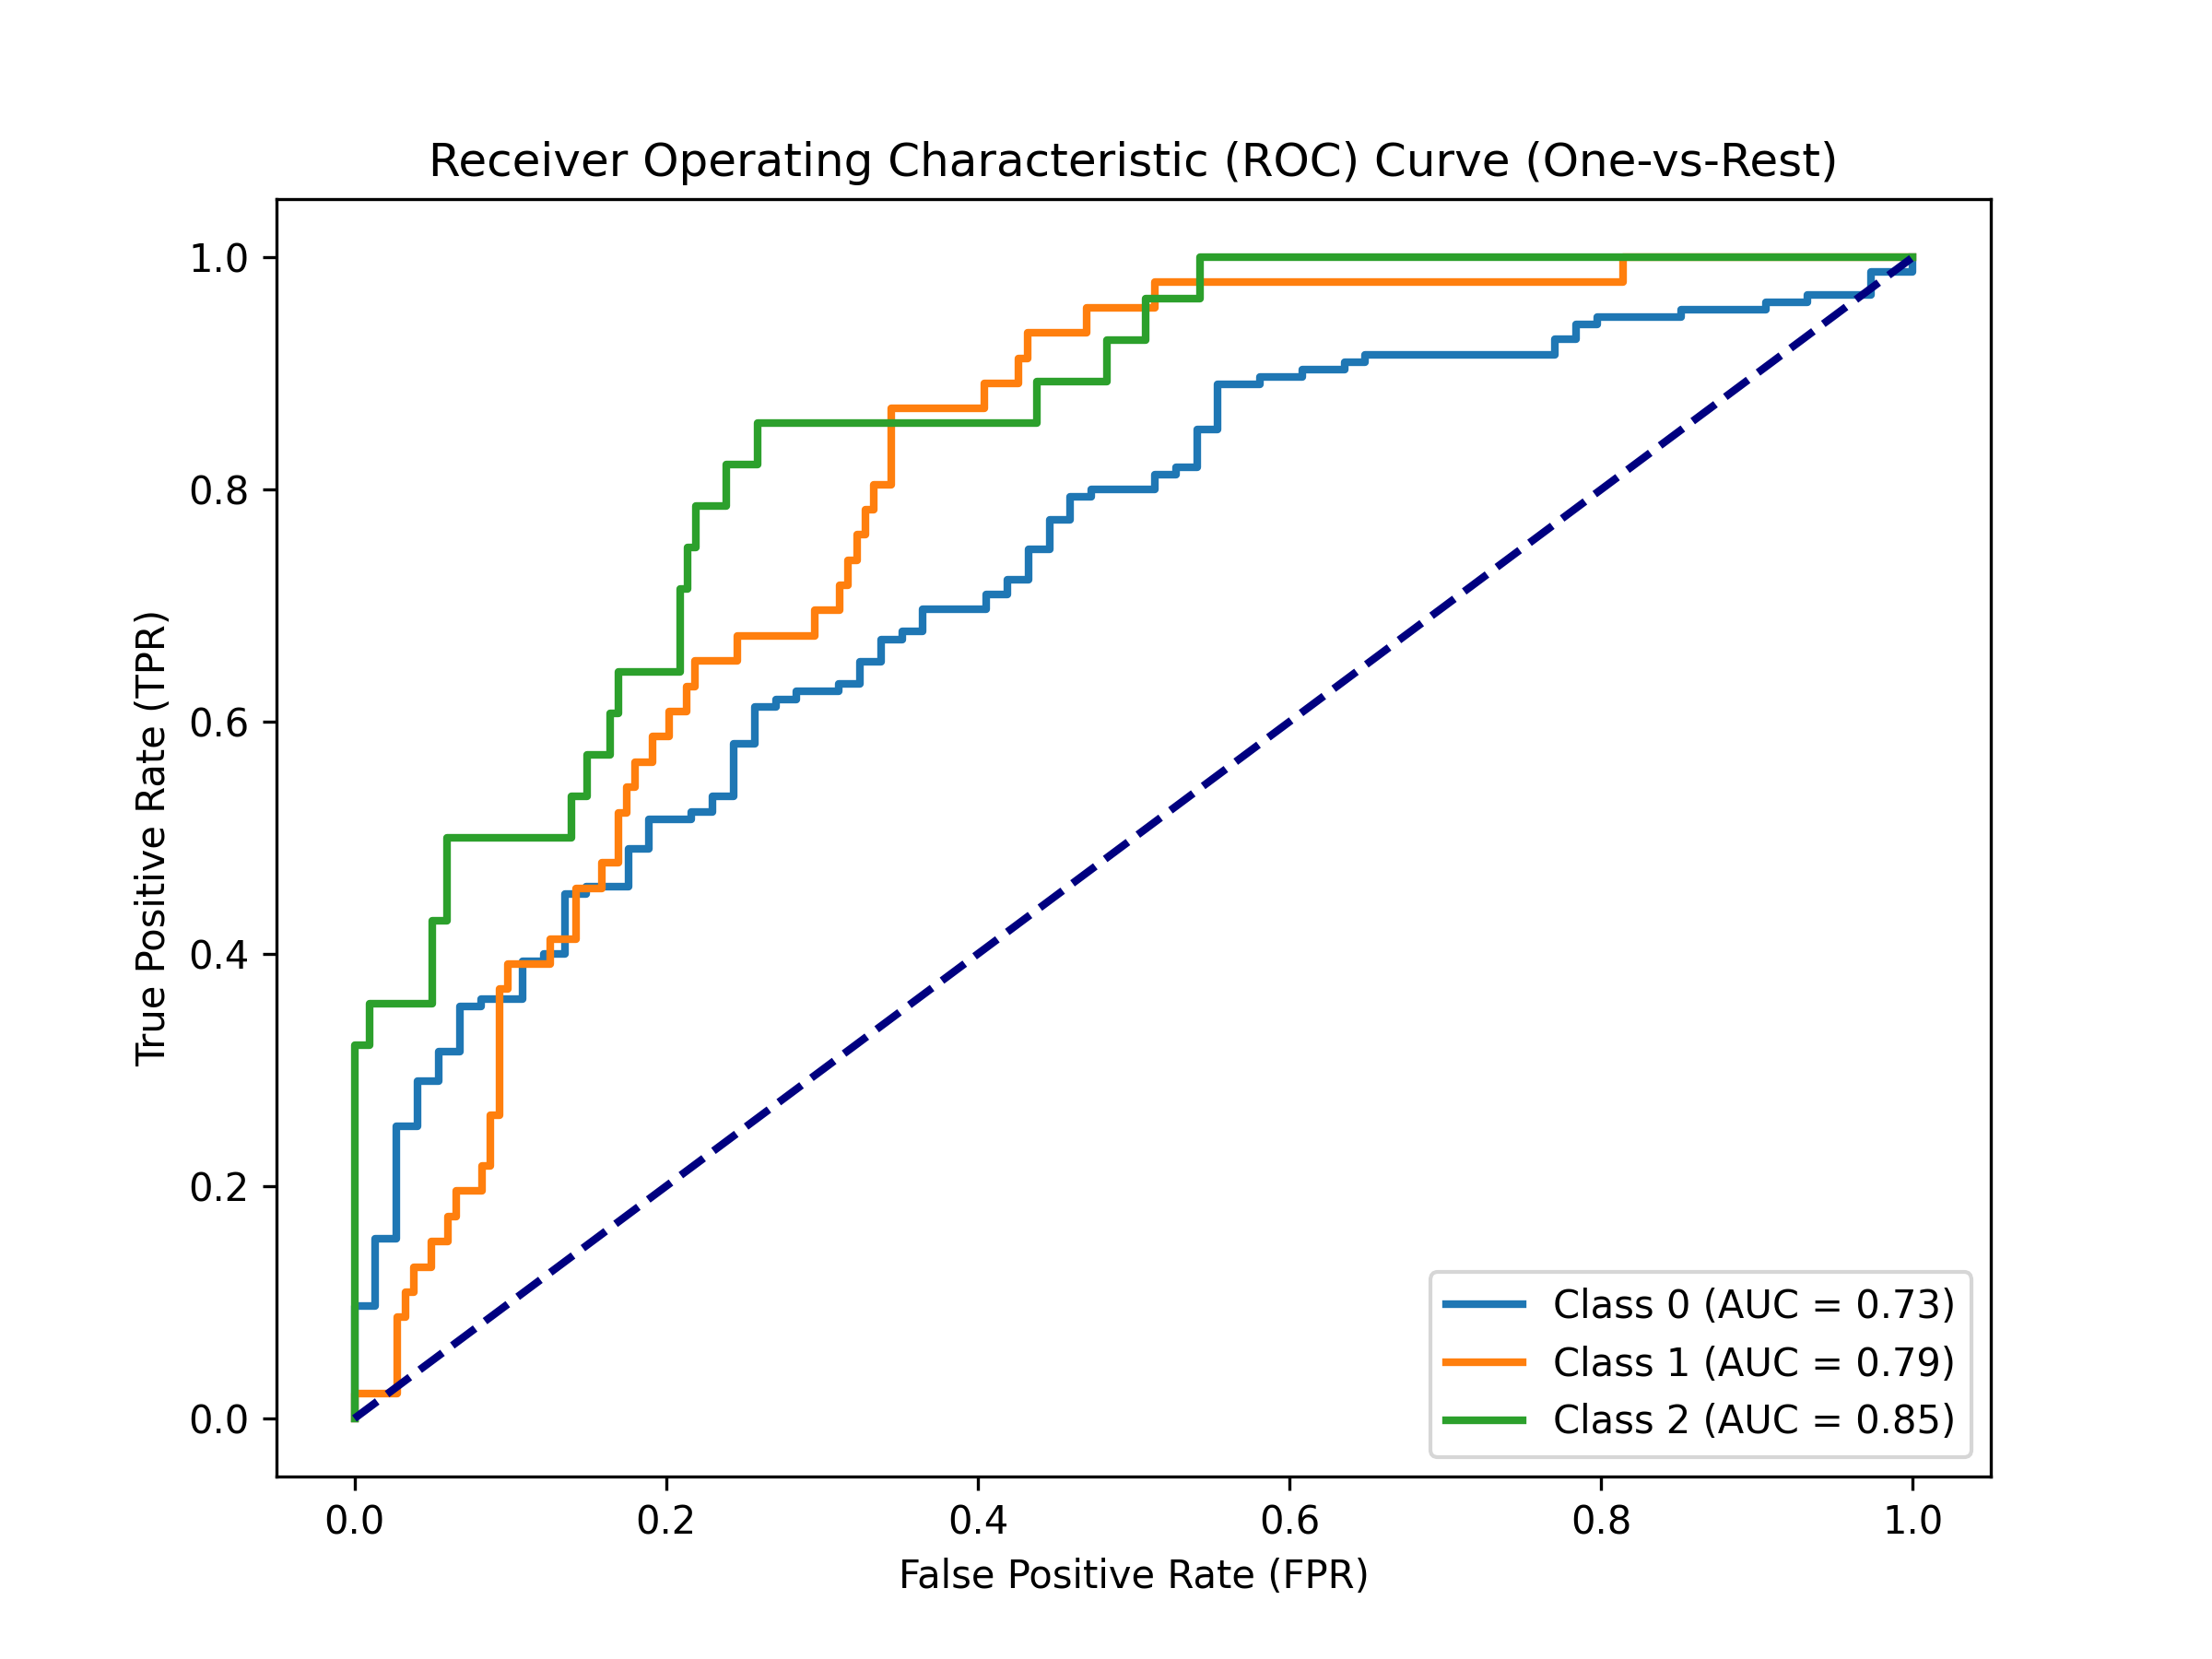 Receiver Operating Characteristic (ROC) Curve (One-vs-Rest)
True Positive Rate (TPR)
1.0
0.8
0.6
0.4
0.2
0.0
Class 0 (AUC = 0.73)
Class 1 (AUC = 0.79)
Class 2 (AUC = 0.85)
0.0 0.2 0.4 0.6 0.8 1.0
False Positive Rate (FPR)